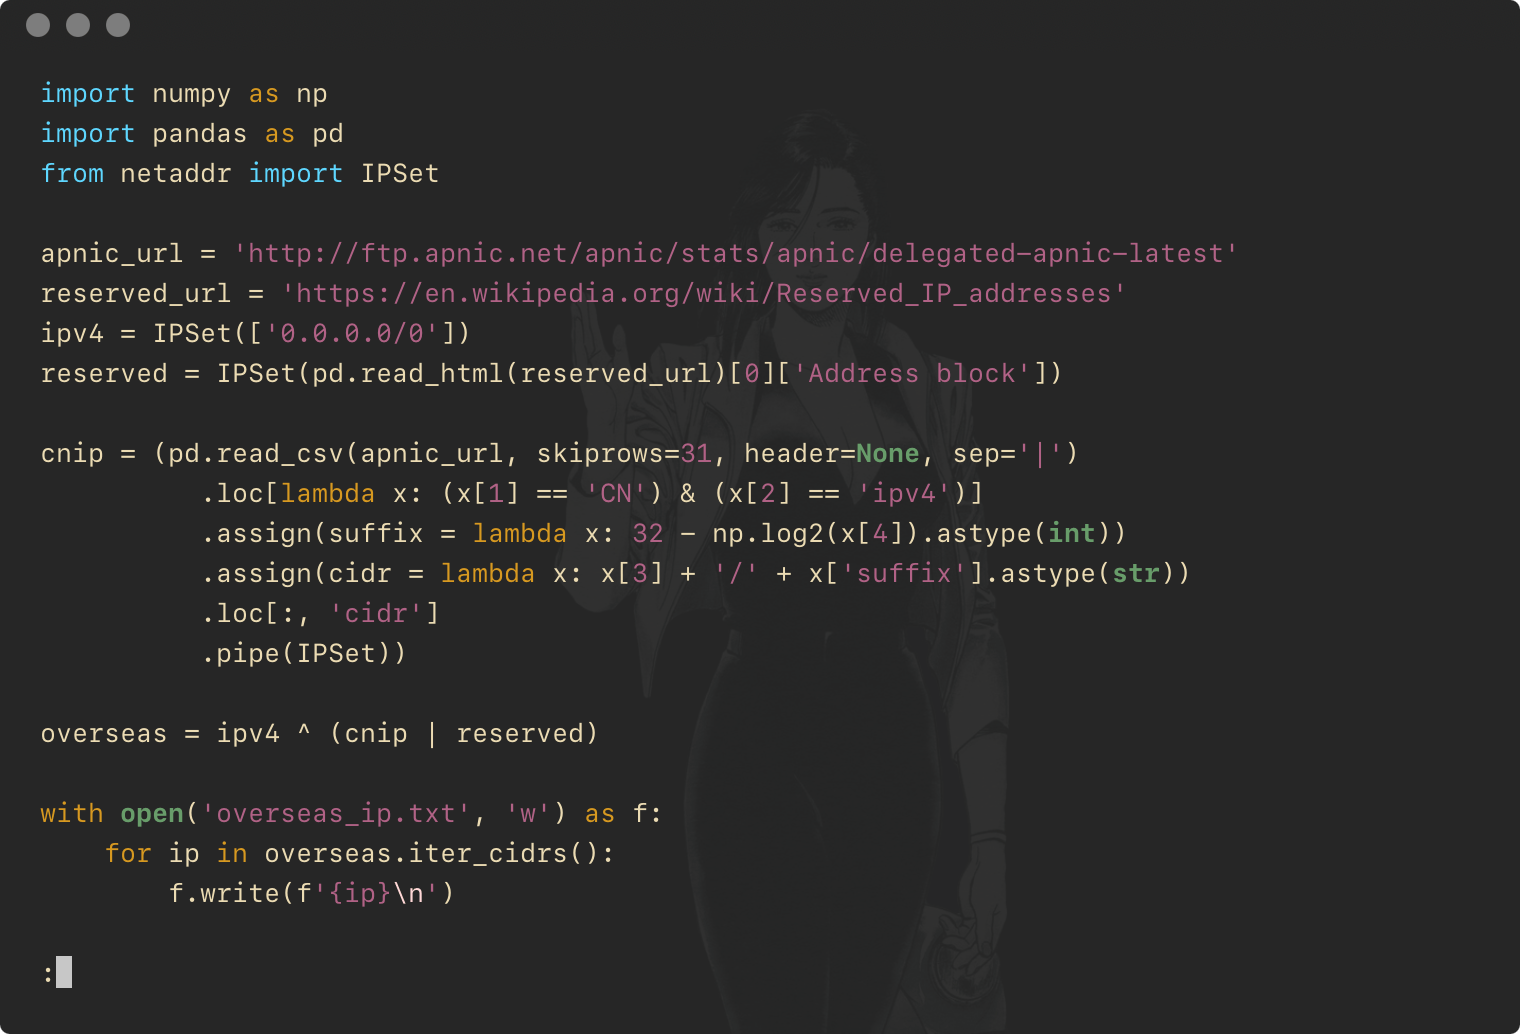 import numpy as np
import pandas as pd
from netaddr import IPSet
apnic_url = 'http://ftp.apnic.net/apnic/stats/apnic/delegated-apnic-latest'
reserved_url = 'https://en.wikipedia.org/wiki/Reserved_IP_addresses'
ipv4 = IPSet(['0.0.0.0/0'])
reserved = IPSet(pd.read_html(reserved_url)[0]['Address block'])
cnip = (pd.read_csv(apnic_url, skiprows=31, header=None, sep='|')
.loc[lambda x: (x[1] == 'CN') & (x[2] == 'ipv4')]
.assign(suffix = lambda x: 32 - np.log2(x[4]).astype(int))
.assign(cidr = lambda x: x[3] + '/' + x['suffix'].astype(str))
.loc[:, 'cidr']
.pipe(IPSet))
overseas = ipv4 ^ (cnip | reserved)
with open('overseas_ip.txt', 'w') as f:
for ip in overseas.iter_cidrs():
f.write(f'{ip}\n')
: